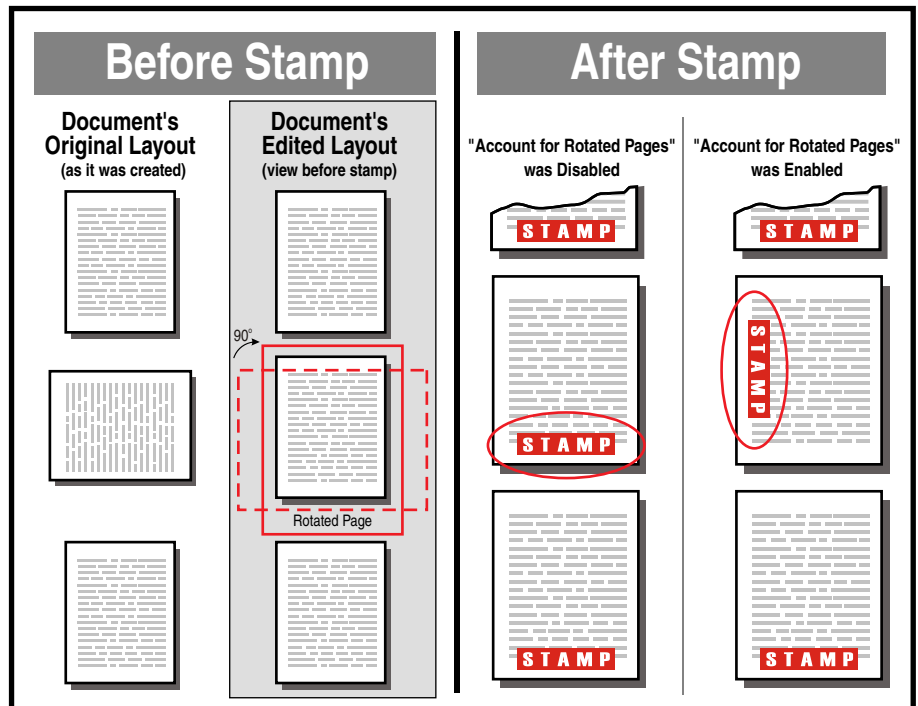 Before Stamp
After Stamp
Document's
Original Layout
(as it was created)
Document's
Edited Layout
(view before stamp)
"Account for Rotated Pages"
was Disabled
"Account for Rotated Pages"
was Enabled
STAMP
STAMP
90°
STAMP
STAMP
Rotated Page
STAMP
STAMP